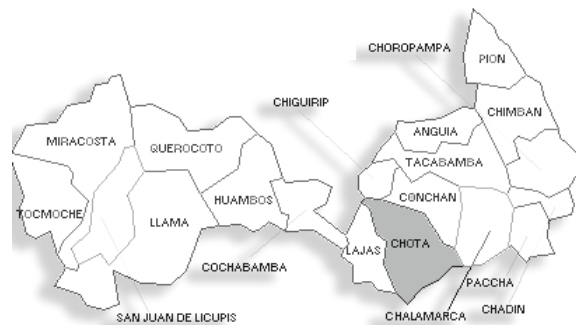 CHOROPAMPA
PION
CHIGUIRIP
CHIMBAN
ANGUIA
MIRACOSTA
QUEROCOTO
TACABAMBA
CONCHAN
HUAMBOS
TOCMOCHE
LLAMA
LAJAS
CHOTA
COCHABAMBA
PACCHA
CHADIN
CHALAMARCA
SAN JUAN DE LICUPIS